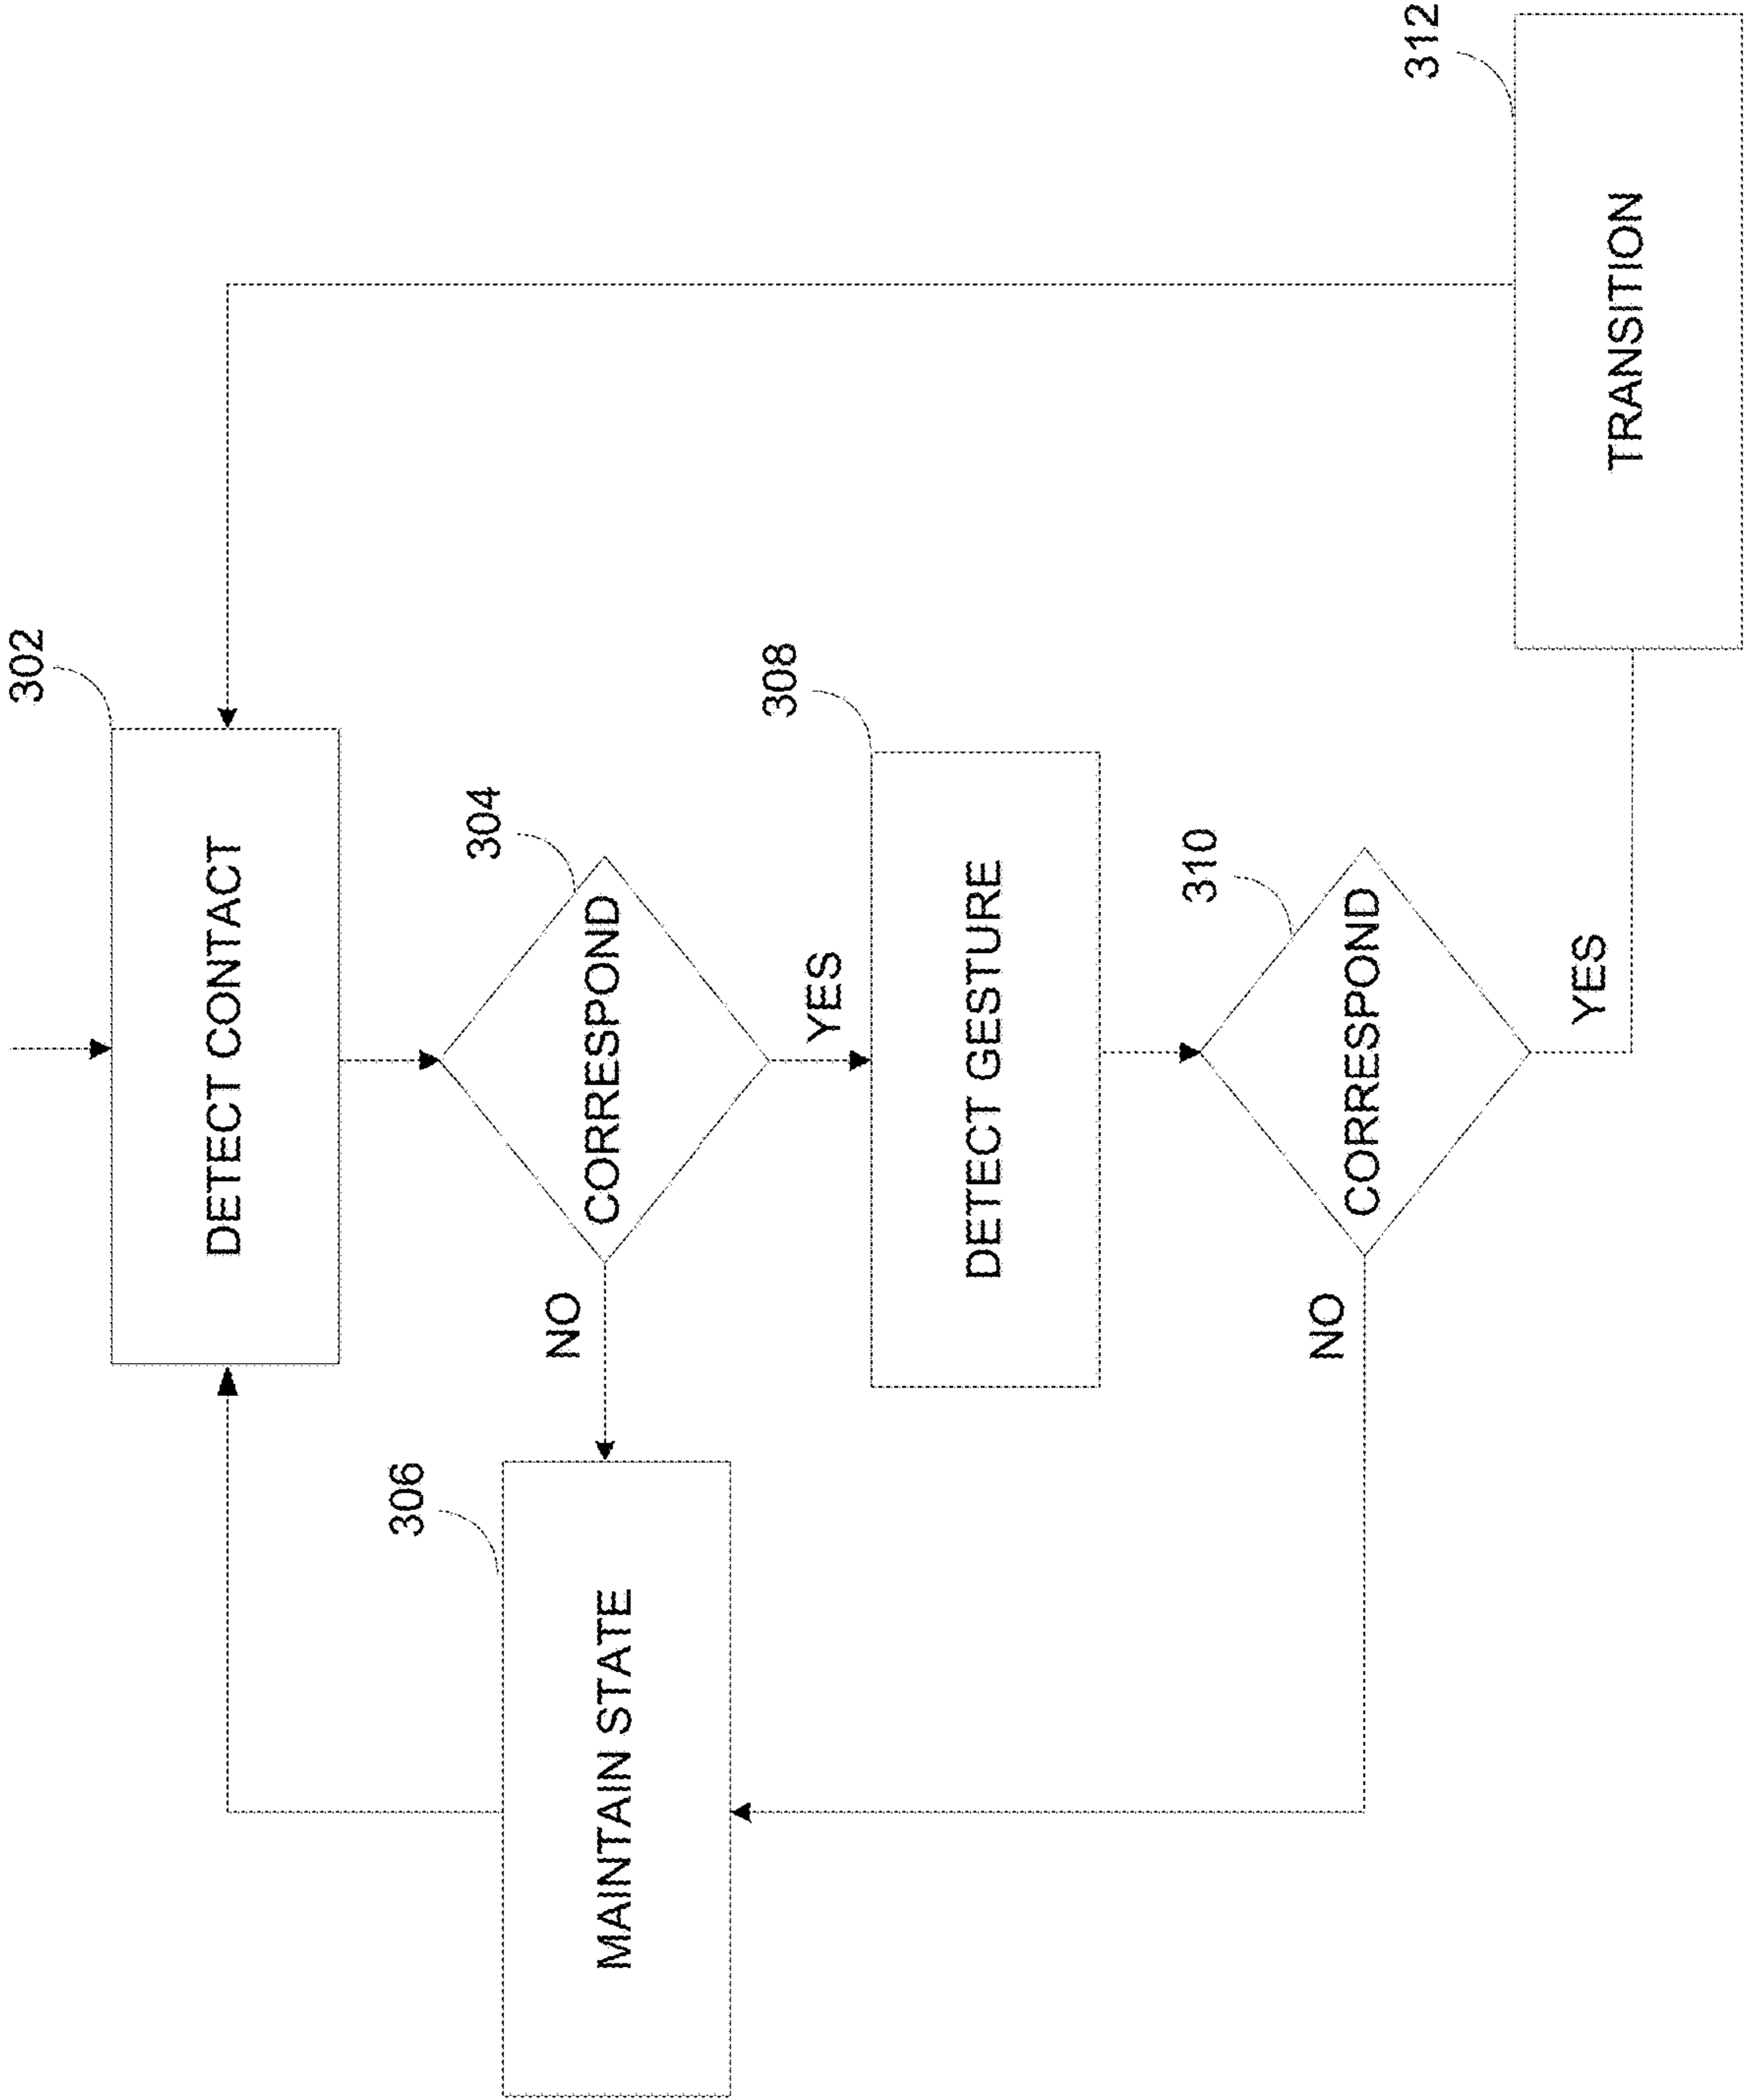 302
DETECT CONTACT
304
CORRESPOND
NO
YES
306
MAINTAIN STATE
308
DETECT GESTURE
310
CORRESPOND
NO
YES
312
TRANSITION